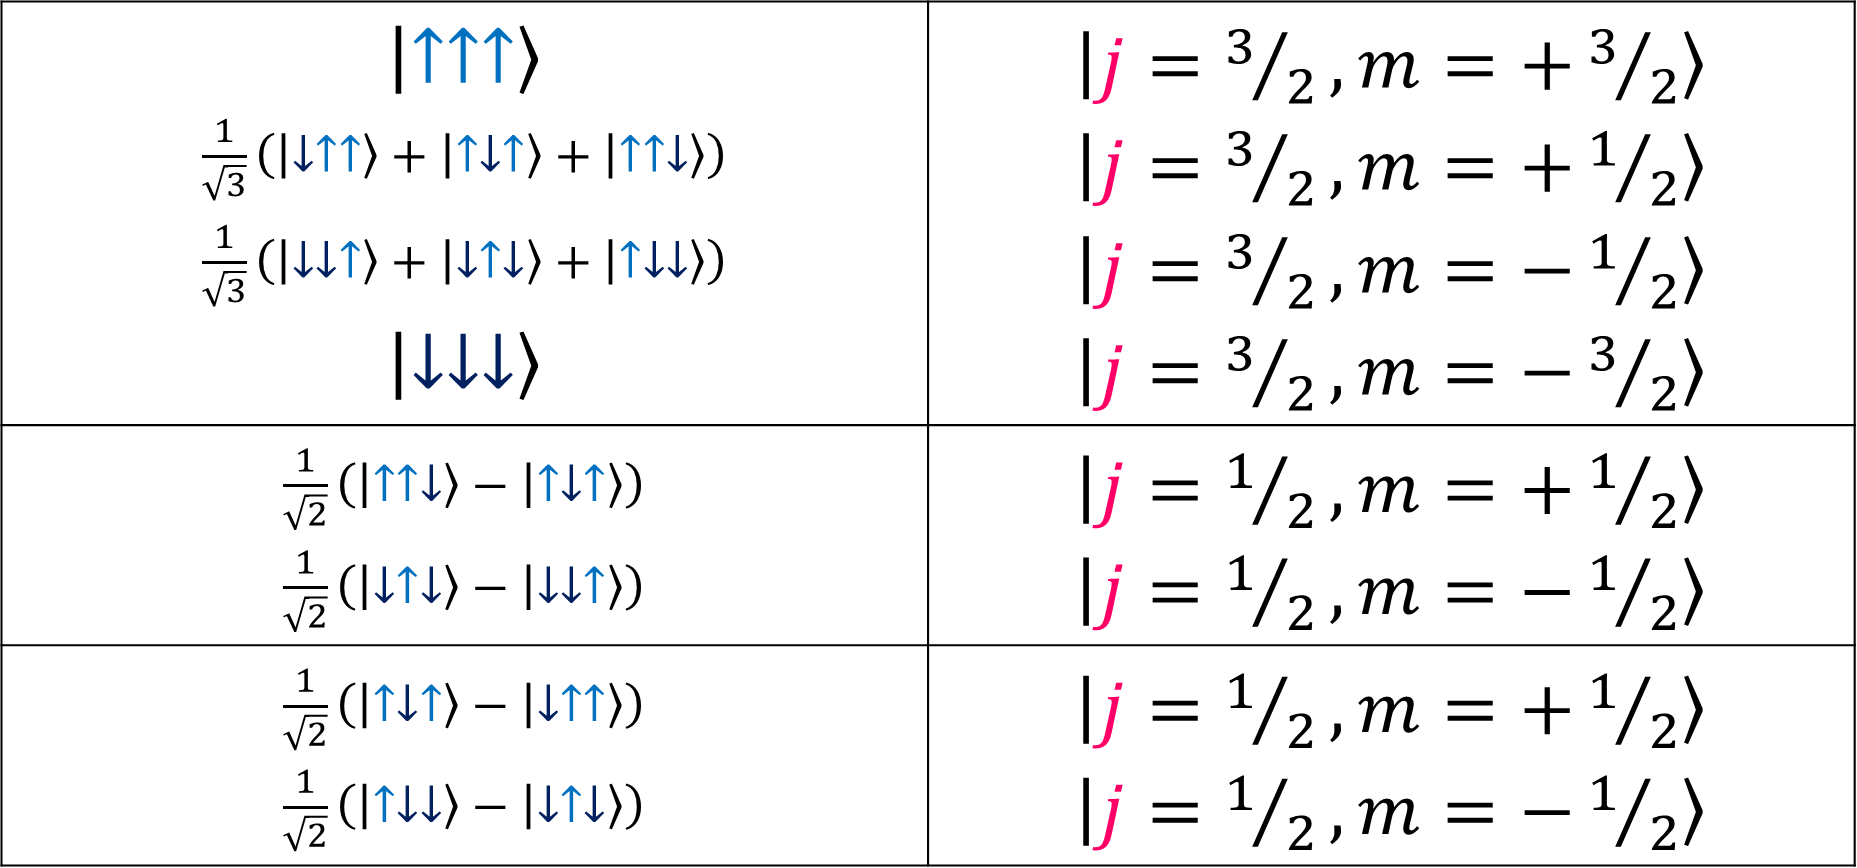 |↑↑↑⟩ |j = 3/2 , m = + 3/2⟩
1/√3 (|↓↑↑⟩ + |↑↓↑⟩ + |↑↑↓⟩) |j = 3/2 , m = + 1/2⟩
1/√3 (|↓↓↑⟩ + |↓↑↓⟩ + |↑↓↓⟩) |j = 3/2 , m = − 1/2⟩
|↓↓↓⟩ |j = 3/2 , m = − 3/2⟩
1/√2 (|↑↑↓⟩ − |↑↓↑⟩) |j = 1/2 , m = + 1/2⟩
1/√2 (|↓↑↓⟩ − |↓↓↑⟩) |j = 1/2 , m = − 1/2⟩
1/√2 (|↑↓↑⟩ − |↓↑↑⟩) |j = 1/2 , m = + 1/2⟩
1/√2 (|↑↓↓⟩ − |↓↑↓⟩) |j = 1/2 , m = − 1/2⟩